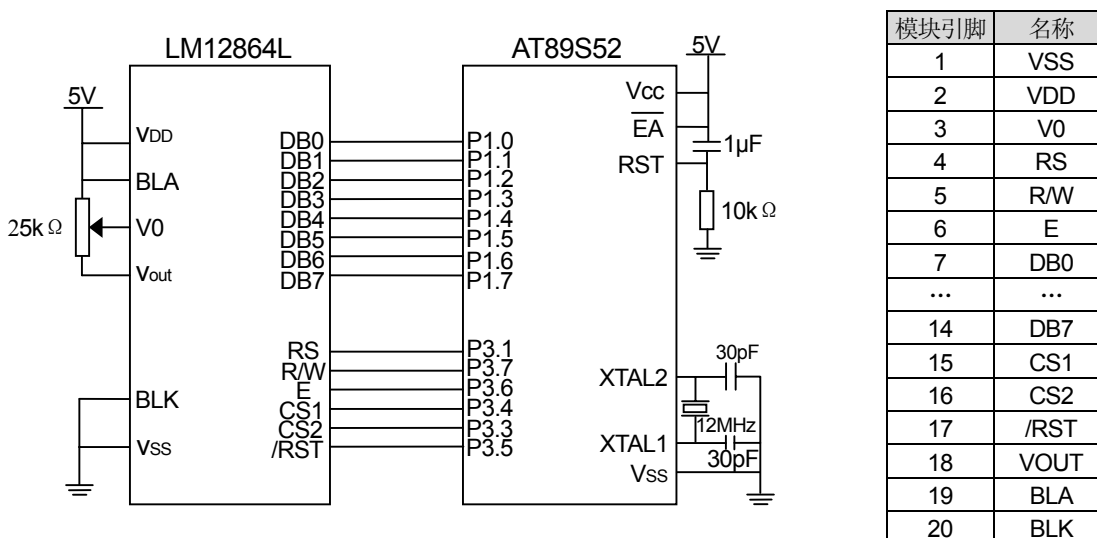 LM12864L
5V
VDD
BLA
25kΩ
V0
Vout
BLK
VSS
DB0
DB1
DB2
DB3
DB4
DB5
DB6
DB7
RS
R/W
E
CS1
CS2
/RST
AT89S52
P1.0
P1.1
P1.2
P1.3
P1.4
P1.5
P1.6
P1.7
P3.1
P3.7
P3.6
P3.4
P3.3
P3.5
5V
Vcc
EA
RST
1μF
10kΩ
XTAL2
30pF
12MHz
XTAL1
30pF
Vss
模块引脚 名称
1 VSS
2 VDD
3 V0
4 RS
5 R/W
6 E
7 DB0
… …
14 DB7
15 CS1
16 CS2
17 /RST
18 VOUT
19 BLA
20 BLK